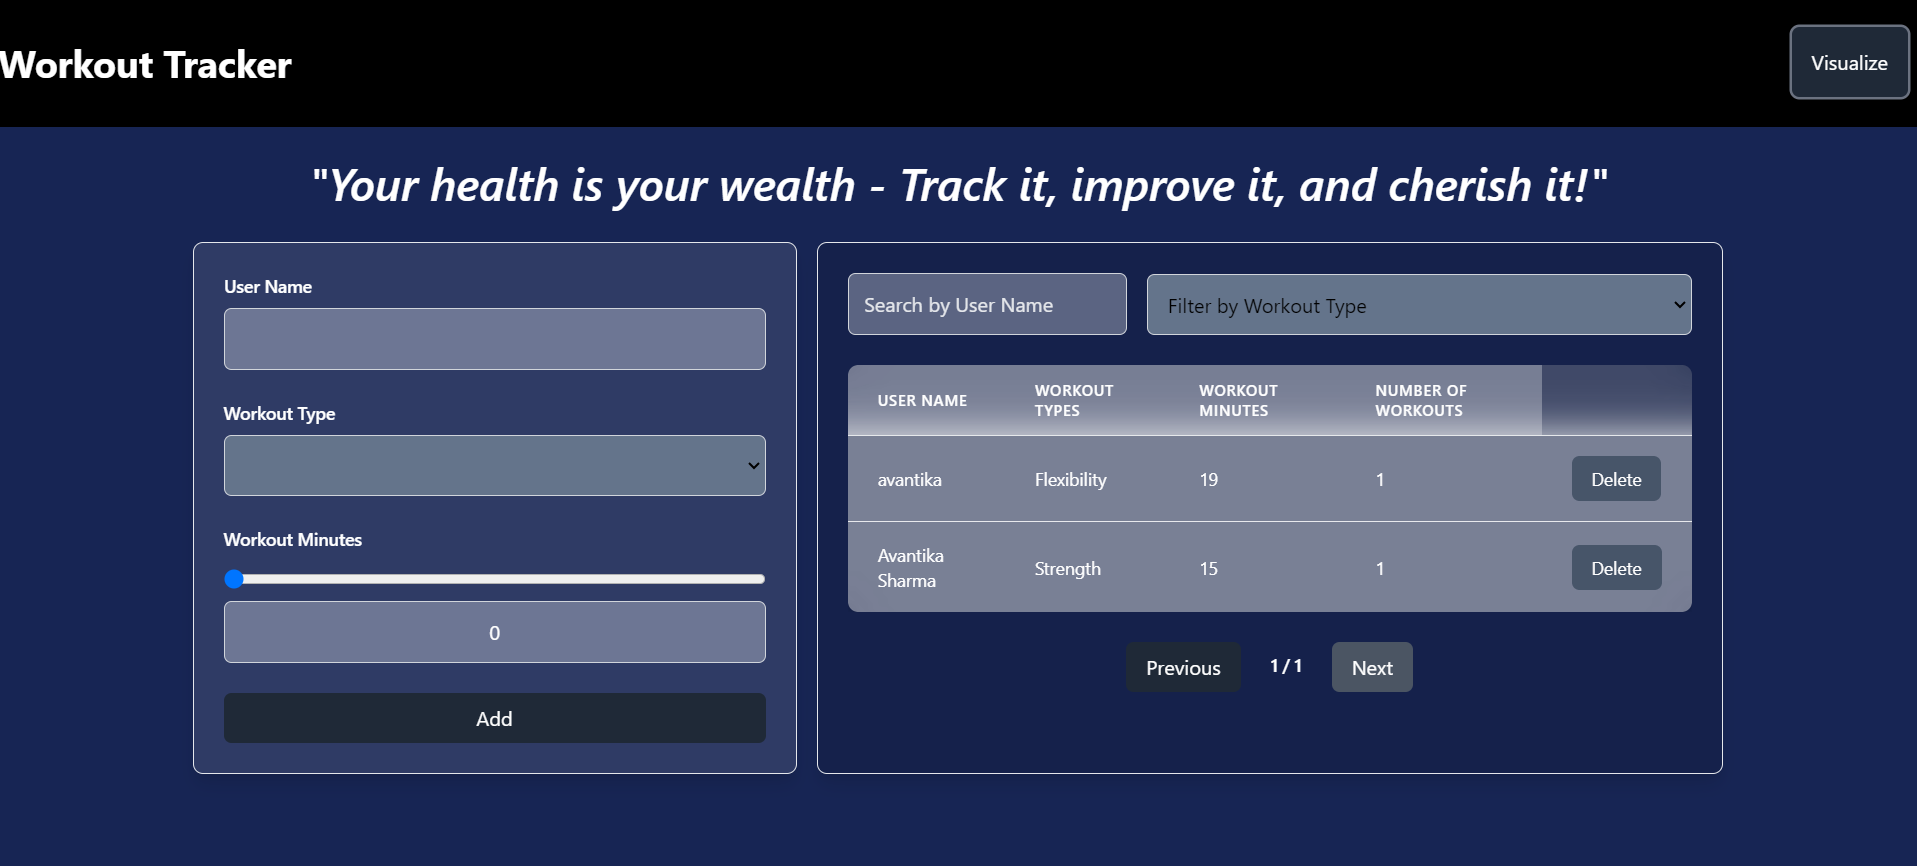 Workout Tracker
Visualize
"Your health is your wealth - Track it, improve it, and cherish it!"
User Name
Workout Type
Workout Minutes
0
Add
Search by User Name
Filter by Workout Type
USER NAME
WORKOUT TYPES
WORKOUT MINUTES
NUMBER OF WORKOUTS
avantika
Flexibility
19
1
Delete
Avantika
Sharma
Strength
15
1
Delete
Previous
1 / 1
Next